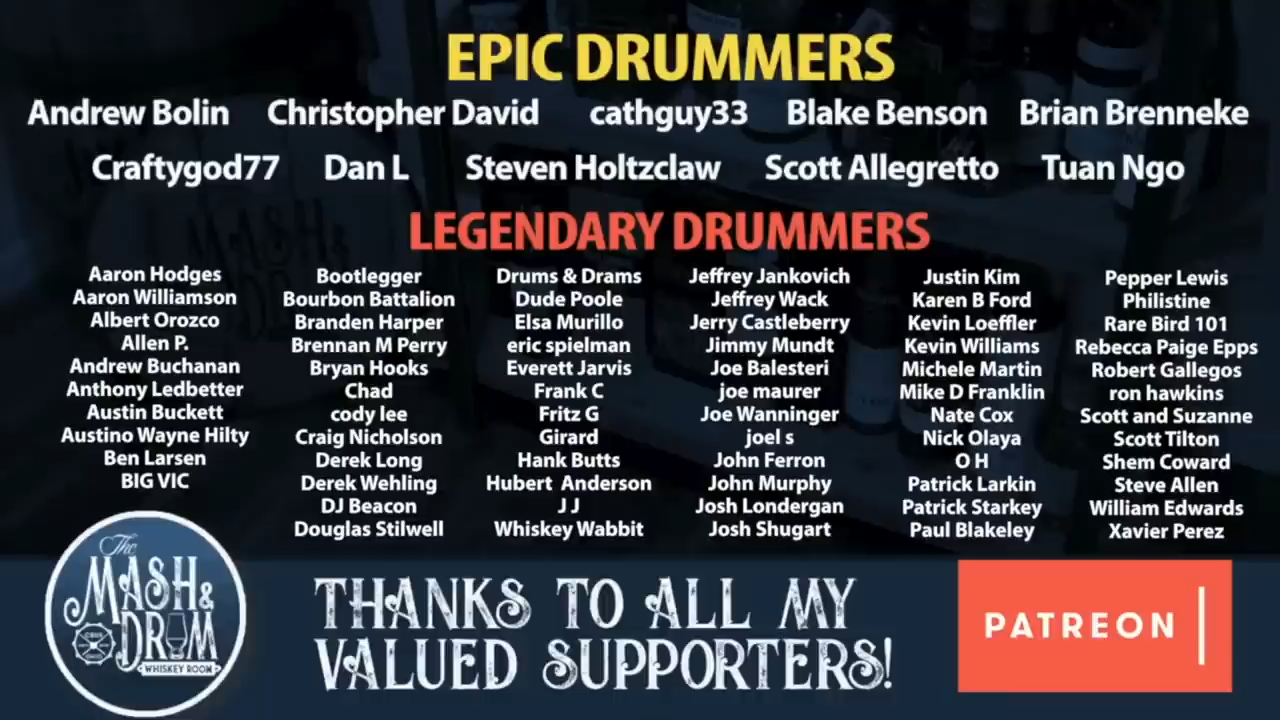 EPIC DRUMMERS
Andrew Bolin Christopher David cathguy33 Blake Benson Brian Brenneke
Craftygod77 Dan L Steven Holtzclaw Scott Allegretto Tuan Ngo
LEGENDARY DRUMMERS
Aaron Hodges
Aaron Williamson
Albert Orozco
Allen P.
Andrew Buchanan
Anthony Ledbetter
Austin Buckett
Austino Wayne Hilty
Ben Larsen
BIG VIC
Bootlegger
Bourbon Battalion
Branden Harper
Brennan M Perry
Bryan Hooks
Chad
cody lee
Craig Nicholson
Derek Long
Derek Wehling
DJ Beacon
Douglas Stilwell
Drums & Drams
Dude Poole
Elsa Murillo
eric spielman
Everett Jarvis
Frank C
Fritz G
Girard
Hank Butts
Hubert Anderson
J J
Whiskey Wabbit
Jeffrey Jankovich
Jeffrey Wack
Jerry Castleberry
Jimmy Mundt
Joe Balesteri
joe maurer
Joe Wanninger
joel s
John Ferron
John Murphy
Josh Londergan
Josh Shugart
Justin Kim
Karen B Ford
Kevin Loeffler
Kevin Williams
Michele Martin
Mike D Franklin
Nate Cox
Nick Olaya
O H
Patrick Larkin
Patrick Starkey
Paul Blakeley
Pepper Lewis
Philistine
Rare Bird 101
Rebecca Paige Epps
Robert Gallegos
ron hawkins
Scott and Suzanne
Scott Tilton
Shem Coward
Steve Allen
William Edwards
Xavier Perez
The
MASH &
DRUM
WHISKEY ROOM
THANKS TO ALL MY
VALUED SUPPORTERS!
PATREON